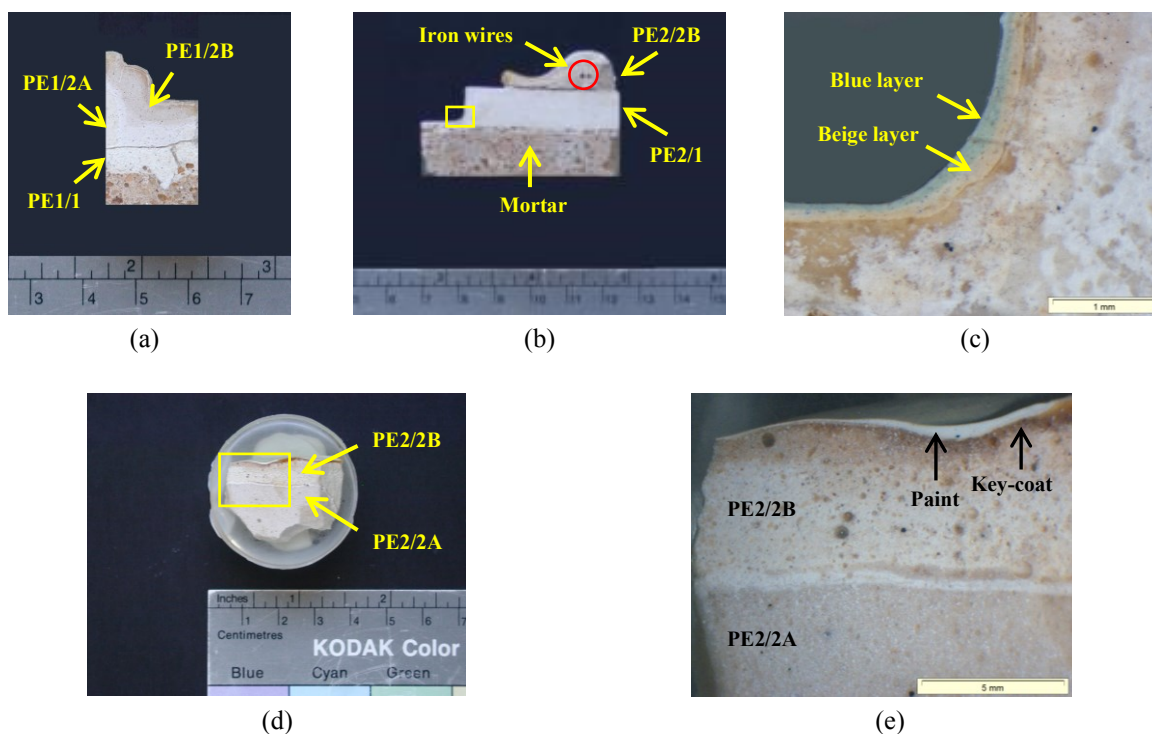 PE1/2B
PE1/2A
PE1/1
2 3
3 4 5 6 7
(a)
Iron wires
PE2/2B
PE2/1
Mortar
(b)
Blue layer
Beige layer
1 mm
(c)
PE2/2B
PE2/2A
Inches 1 2
1 2 3 4 5 6 7
Centimetres
KODAK Color
Blue Cyan Green
(d)
PE2/2B
Paint
Key-coat
PE2/2A
5 mm
(e)